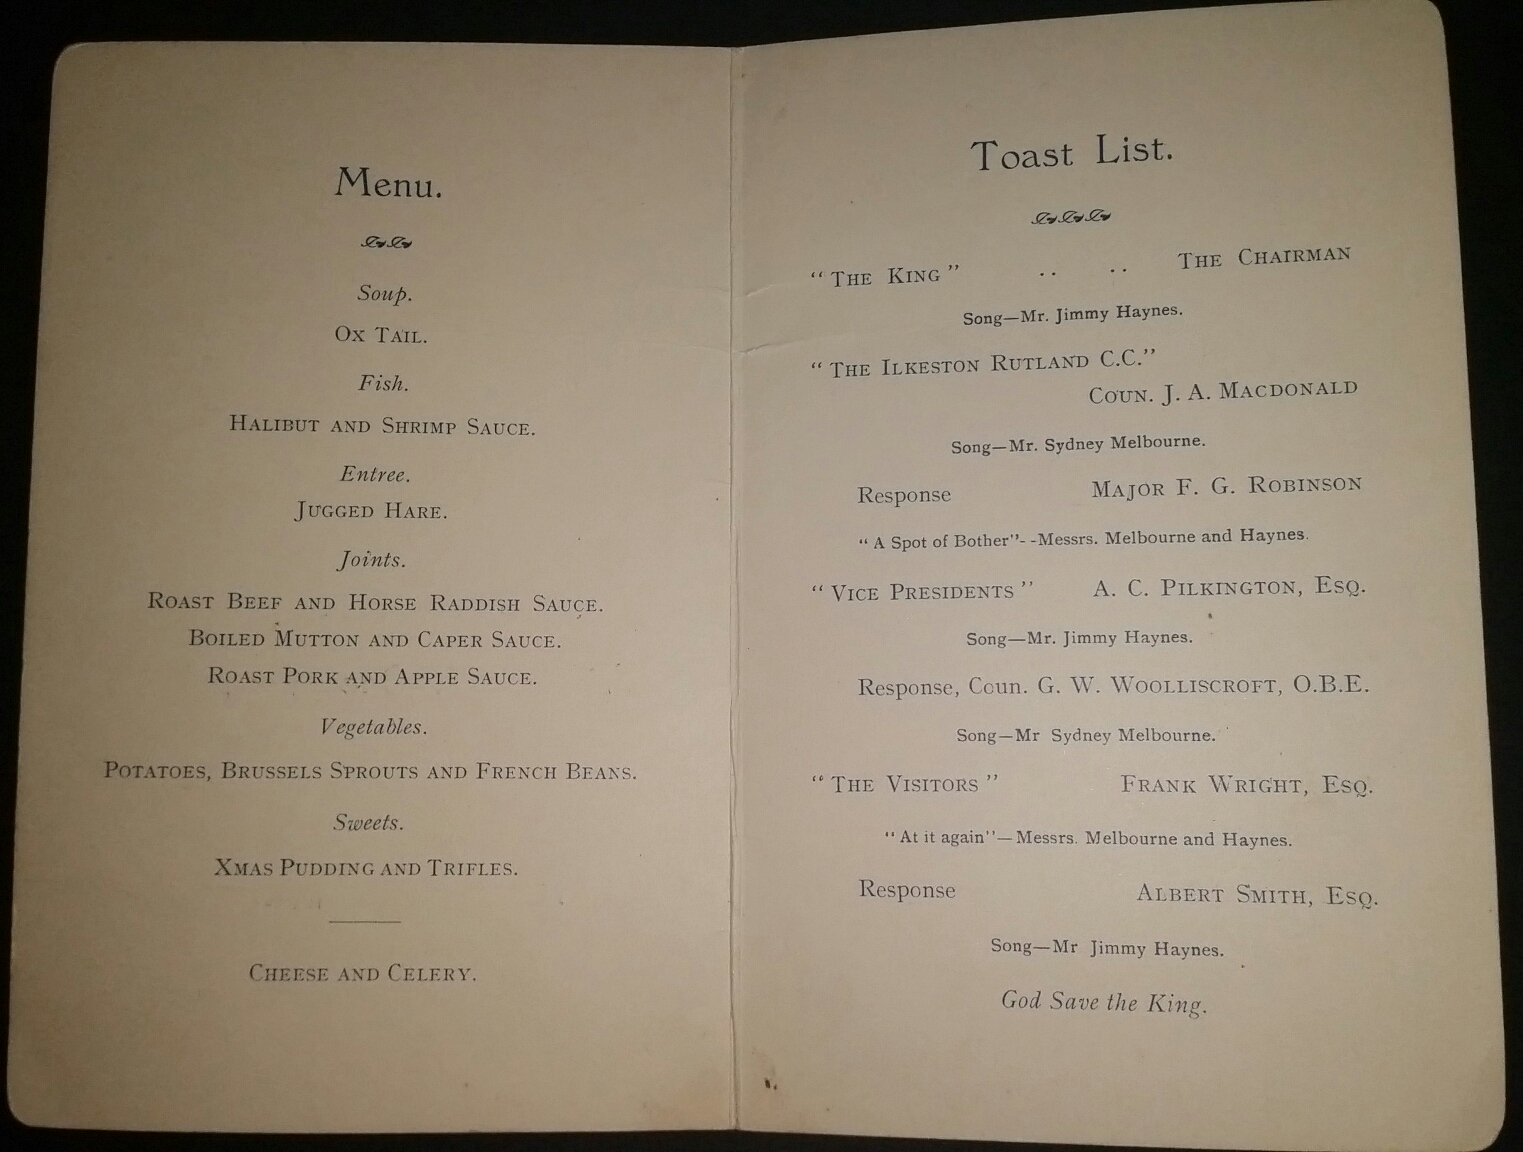 Menu.
Soup.
Ox Tail.
Fish.
Halibut and Shrimp Sauce.
Entree.
Jugged Hare.
Joints.
Roast Beef and Horse Raddish Sauce.
Boiled Mutton and Caper Sauce.
Roast Pork and Apple Sauce.
Vegetables.
Potatoes, Brussels Sprouts and French Beans.
Sweets.
Xmas Pudding and Trifles.
Cheese and Celery.
Toast List.
“The King” .. .. The Chairman
Song—Mr. Jimmy Haynes.
“The Ilkeston Rutland C.C.”
Coun. J. A. Macdonald
Song—Mr. Sydney Melbourne.
Response Major F. G. Robinson
“A Spot of Bother”--Messrs. Melbourne and Haynes.
“Vice Presidents” A. C. Pilkington, Esq.
Song—Mr. Jimmy Haynes.
Response, Coun. G. W. Woolliscroft, O.B.E.
Song—Mr Sydney Melbourne.
“The Visitors” Frank Wright, Esq.
“At it again”—Messrs. Melbourne and Haynes.
Response Albert Smith, Esq.
Song—Mr Jimmy Haynes.
God Save the King.